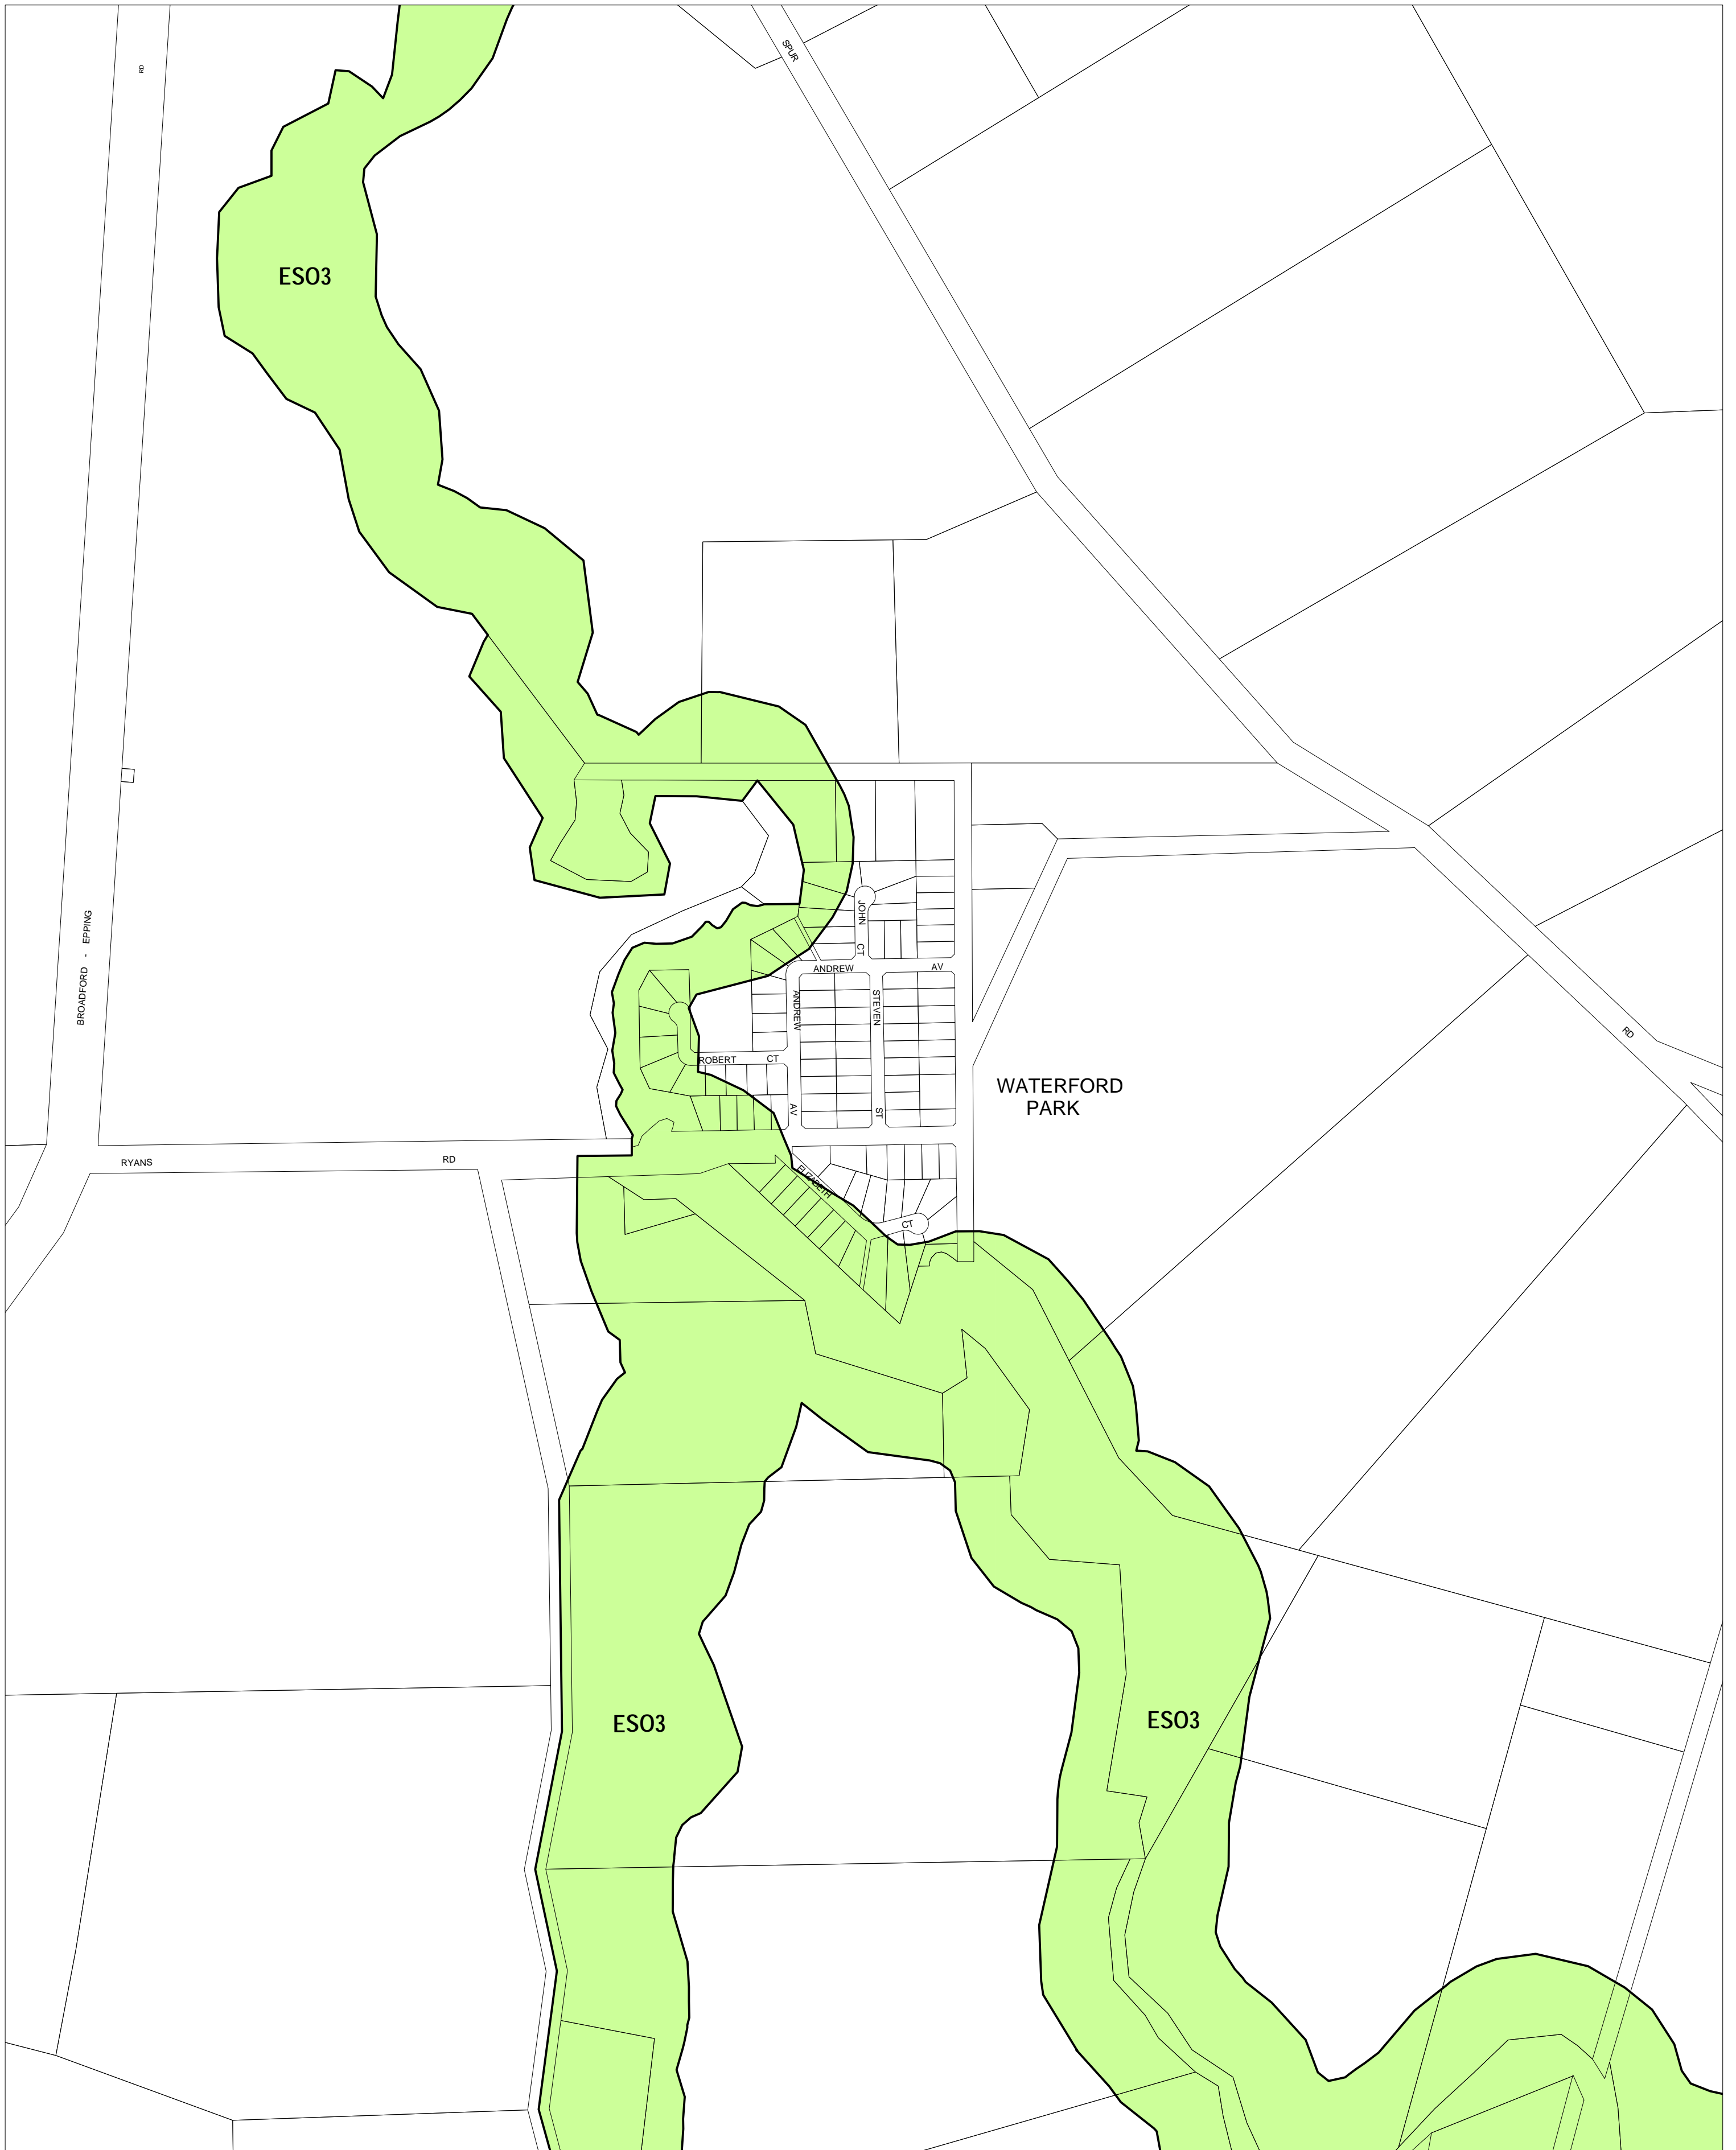 RD
SPUR
ESO3
BROADFORD - EPPING
JOHN
CT
ANDREW
AV
ANDREW
STEVEN
RD
ROBERT CT
WATERFORD
PARK
AV
ST
RYANS
RD
ELIZABETH
CT
ESO3
ESO3